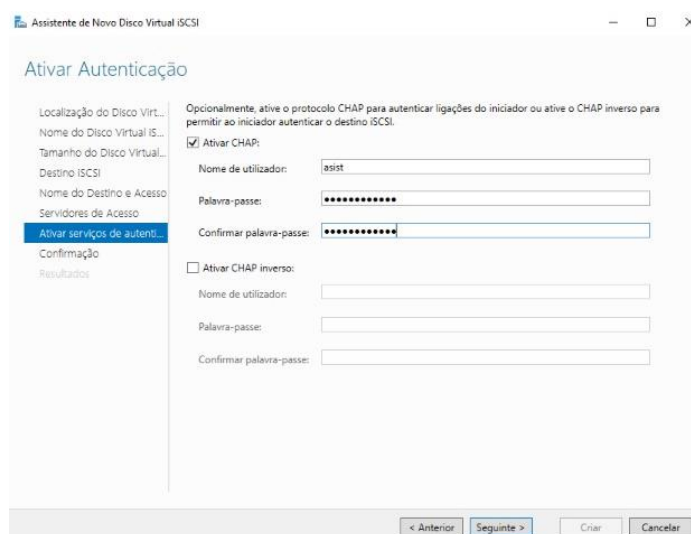 Assistente de Novo Disco Virtual iSCSI
Ativar Autenticação
Localização do Disco Virt...
Nome do Disco Virtual iS...
Tamanho do Disco Virtual...
Destino iSCSI
Nome do Destino e Acesso
Servidores de Acesso
Ativar serviços de autenti...
Confirmação
Resultados
Opcionalmente, ative o protocolo CHAP para autenticar ligações do iniciador ou ative o CHAP inverso para
permitir ao iniciador autenticar o destino iSCSI.
Ativar CHAP:
Nome de utilizador: asist
Palavra-passe: ●●●●●●●●●●●●
Confirmar palavra-passe: ●●●●●●●●●●●●
Ativar CHAP inverso:
Nome de utilizador:
Palavra-passe:
Confirmar palavra-passe:
< Anterior Seguinte > Criar Cancelar